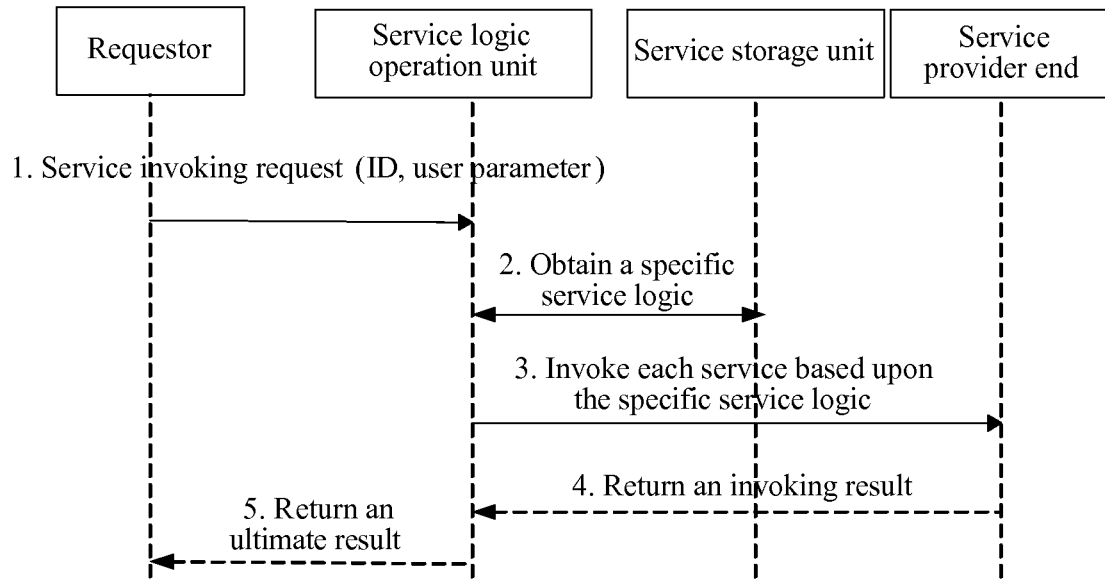 Requestor
Service logic
operation unit
Service storage unit
Service
provider end
1. Service invoking request (ID, user parameter)
2. Obtain a specific
service logic
3. Invoke each service based upon
the specific service logic
4. Return an invoking result
5. Return an
ultimate result